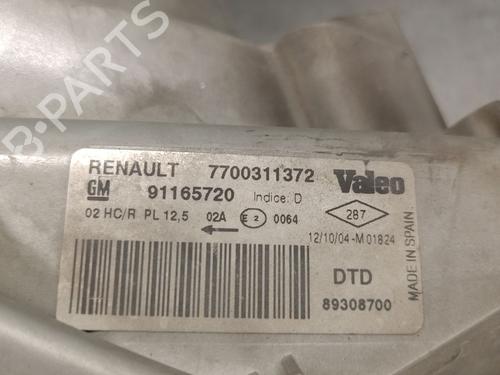 B-PARTS
RENAULT 7700311372 Valeo
GM 91165720 Indice: D
02 HC/R PL 12,5 02A E2 0064 287
12/10/04 -M 01824
DTD
89308700
MADE IN SPAIN